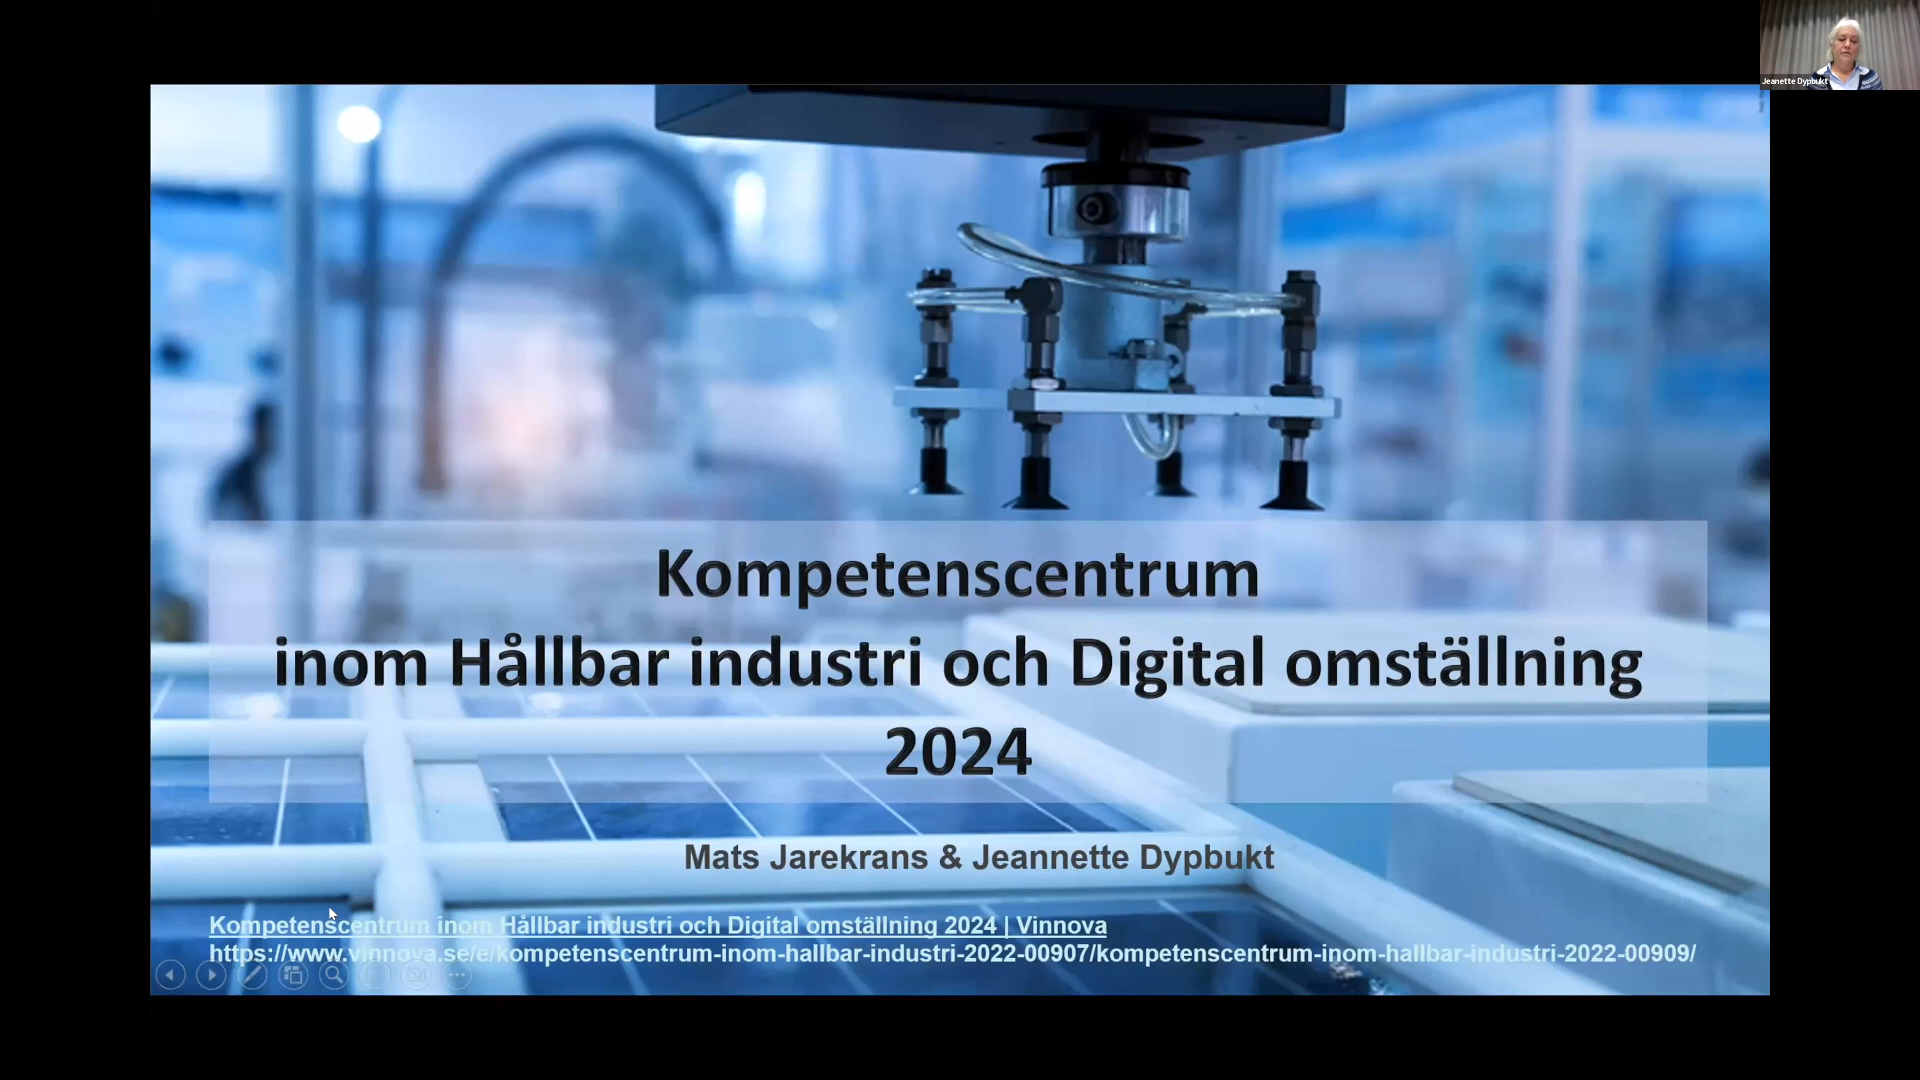 Jeanette Dypbukt
Kompetenscentrum
inom Hållbar industri och Digital omställning
2024
Mats Jarekrans & Jeannette Dypbukt
Kompetenscentrum inom Hållbar industri och Digital omställning 2024 | Vinnova
https://www.vinnova.se/e/kompetenscentrum-inom-hallbar-industri-2022-00907/kompetenscentrum-inom-hallbar-industri-2022-00909/